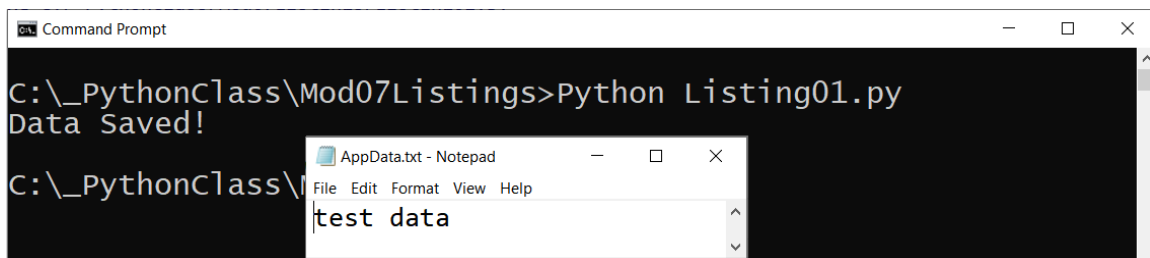 Command Prompt
C:\_PythonClass\Mod07Listings>Python Listing01.py
Data Saved!
AppData.txt - Notepad
C:\_PythonClass\
File Edit Format View Help
test data